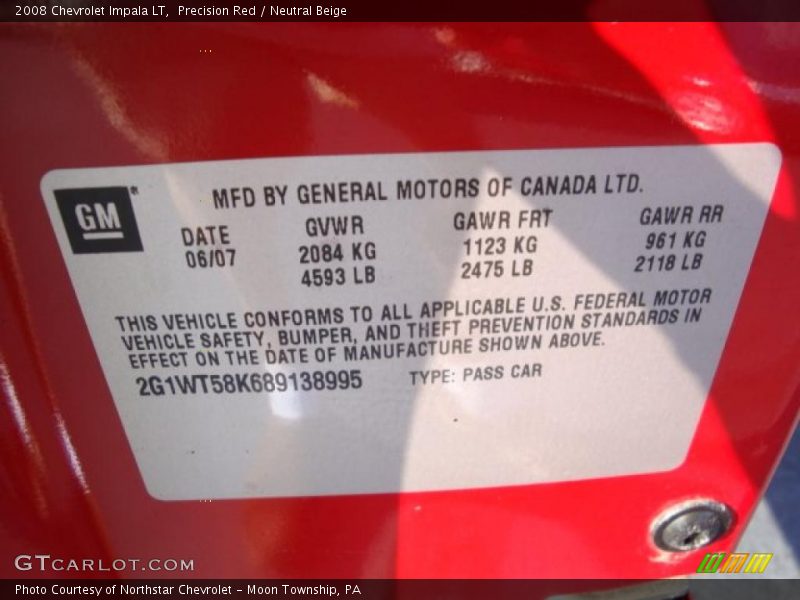 2008 Chevrolet Impala LT,  Precision Red / Neutral Beige
GM®
MFD BY GENERAL MOTORS OF CANADA LTD.
DATE GVWR GAWR FRT GAWR RR
06/07 2084 KG 1123 KG 961 KG
4593 LB 2475 LB 2118 LB
THIS VEHICLE CONFORMS TO ALL APPLICABLE U.S. FEDERAL MOTOR
VEHICLE SAFETY, BUMPER, AND THEFT PREVENTION STANDARDS IN
EFFECT ON THE DATE OF MANUFACTURE SHOWN ABOVE.
2G1WT58K689138995 TYPE: PASS CAR
GTCARLOT.COM
Photo Courtesy of Northstar Chevrolet - Moon Township, PA